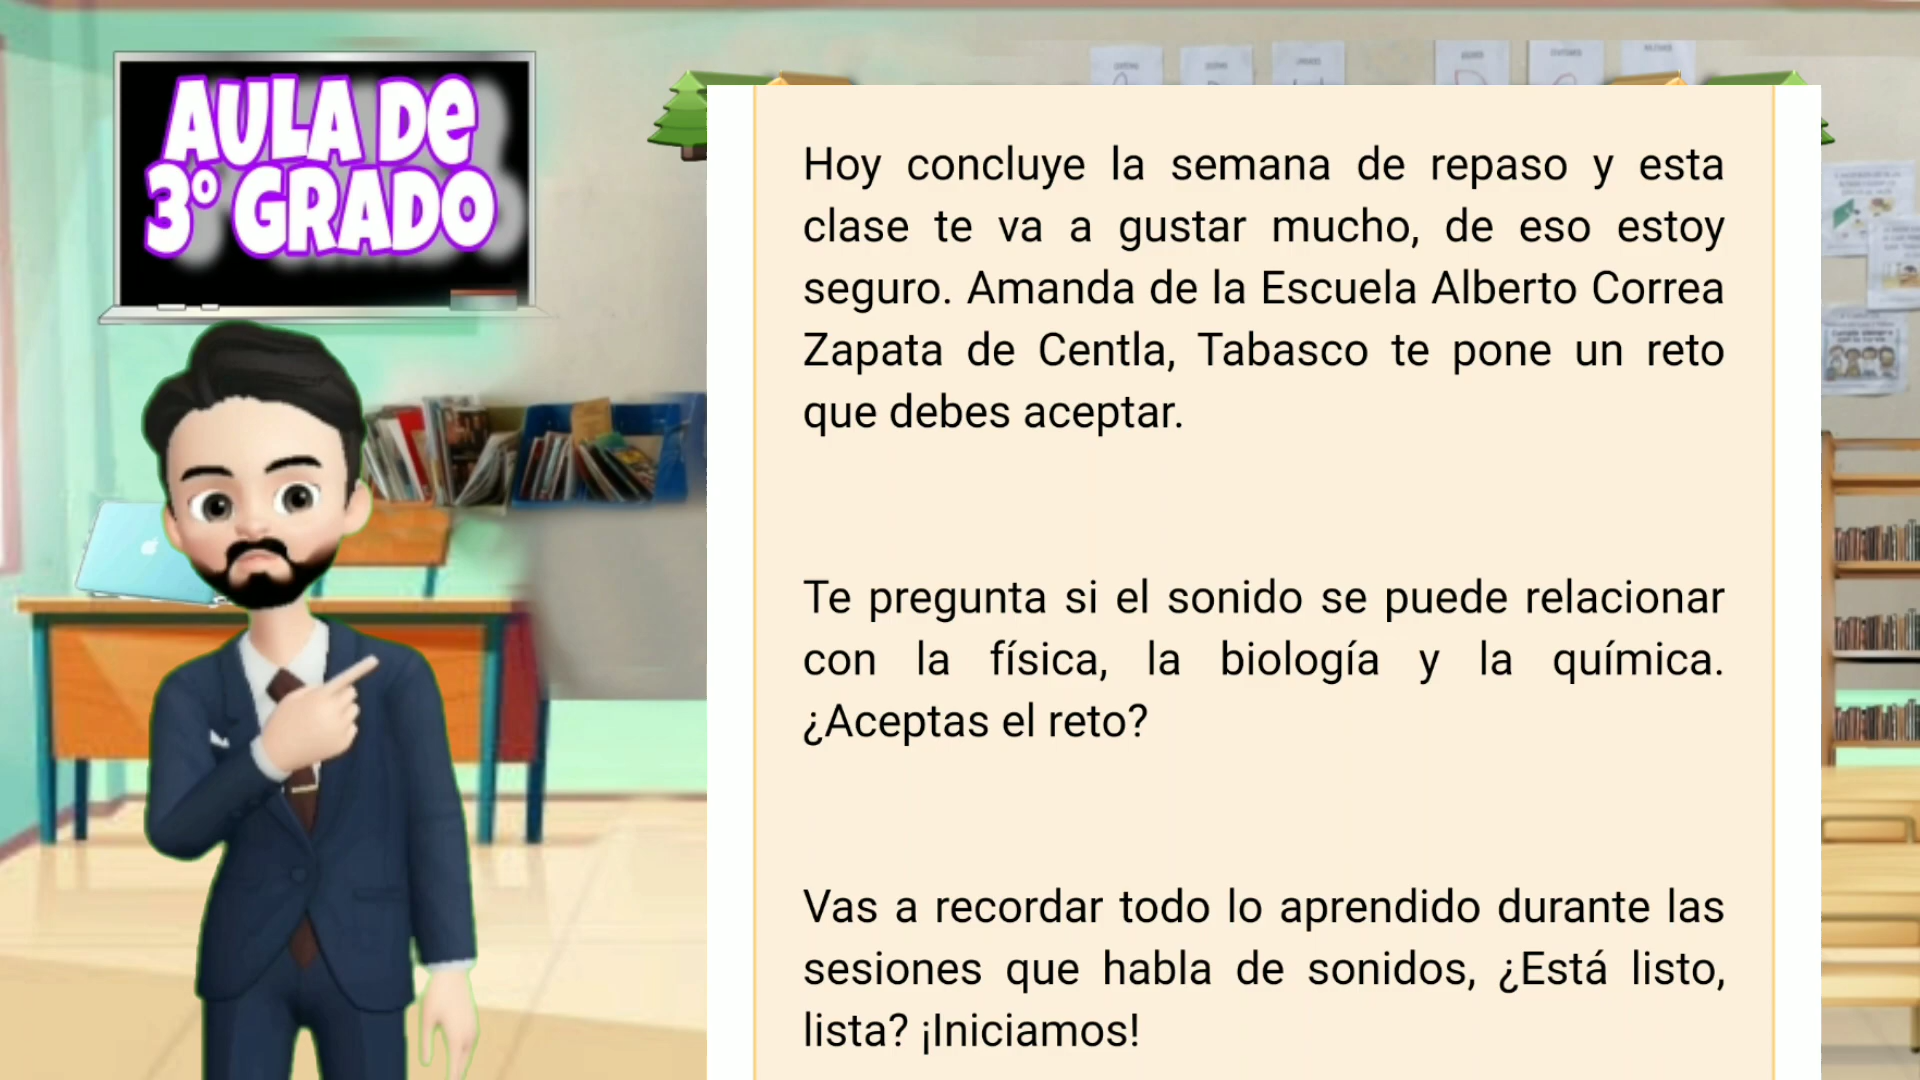 AULA De
3º GRADO
Hoy concluye la semana de repaso y esta
clase te va a gustar mucho, de eso estoy
seguro. Amanda de la Escuela Alberto Correa
Zapata de Centla, Tabasco te pone un reto
que debes aceptar.
Te pregunta si el sonido se puede relacionar
con la física, la biología y la química.
¿Aceptas el reto?
Vas a recordar todo lo aprendido durante las
sesiones que habla de sonidos, ¿Está listo,
lista? ¡Iniciamos!